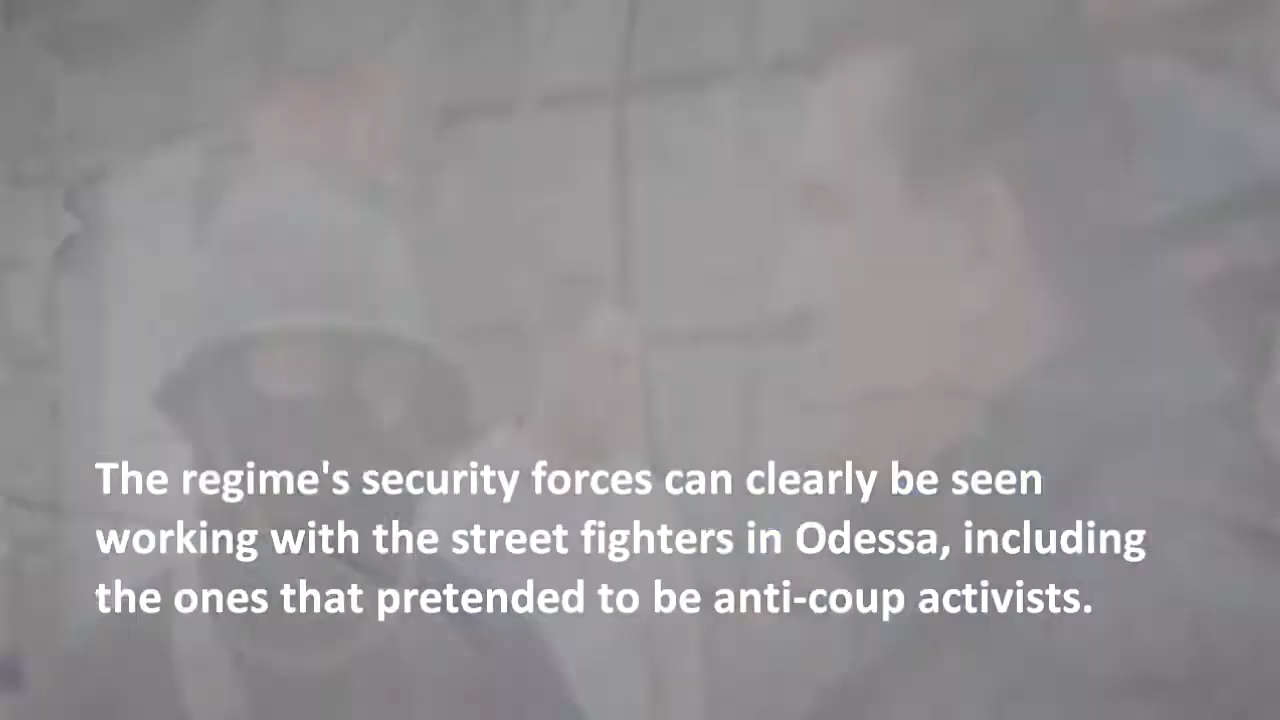 The regime's security forces can clearly be seen
working with the street fighters in Odessa, including
the ones that pretended to be anti-coup activists.